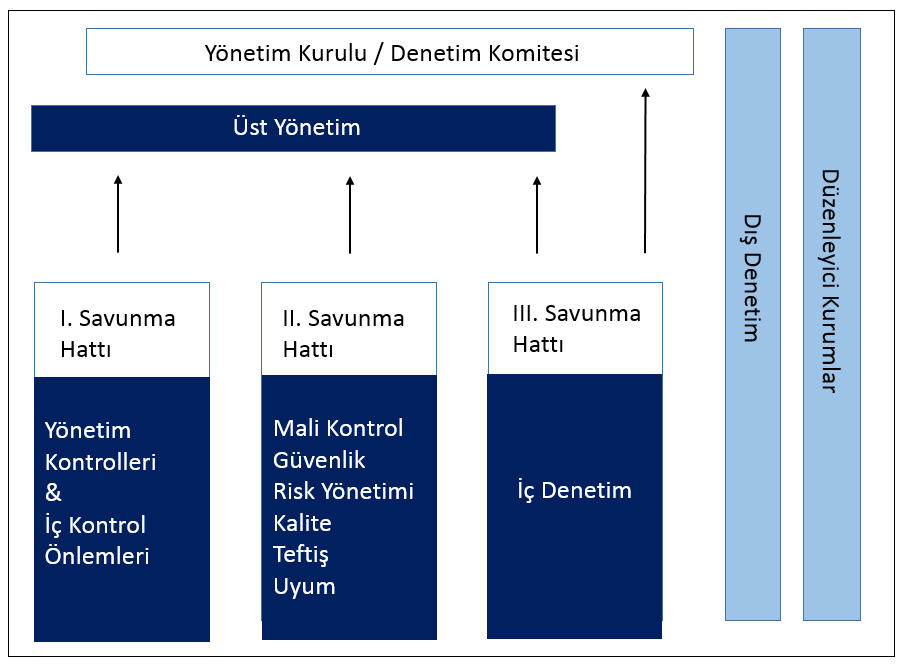 Yönetim Kurulu / Denetim Komitesi
Üst Yönetim
I. Savunma
Hattı
Yönetim
Kontrolleri
&
İç Kontrol
Önlemleri
II. Savunma
Hattı
Mali Kontrol
Güvenlik
Risk Yönetimi
Kalite
Teftiş
Uyum
III. Savunma
Hattı
İç Denetim
Dış Denetim
Düzenleyici Kurumlar